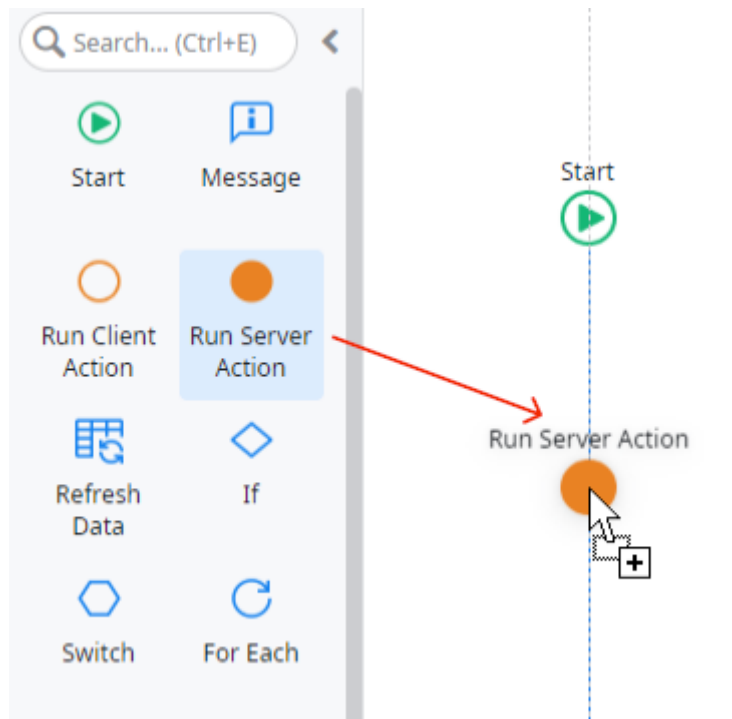 Search... (Ctrl+E)
Start
Message
Run Client
Action
Run Server
Action
Refresh
Data
If
Switch
For Each
Start
Run Server Action